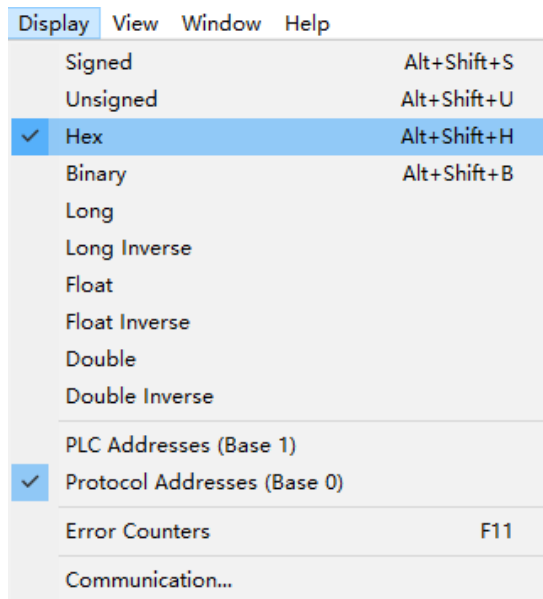 Display View Window Help
Signed Alt+Shift+S
Unsigned Alt+Shift+U
Hex Alt+Shift+H
Binary Alt+Shift+B
Long
Long Inverse
Float
Float Inverse
Double
Double Inverse
PLC Addresses (Base 1)
Protocol Addresses (Base 0)
Error Counters F11
Communication...